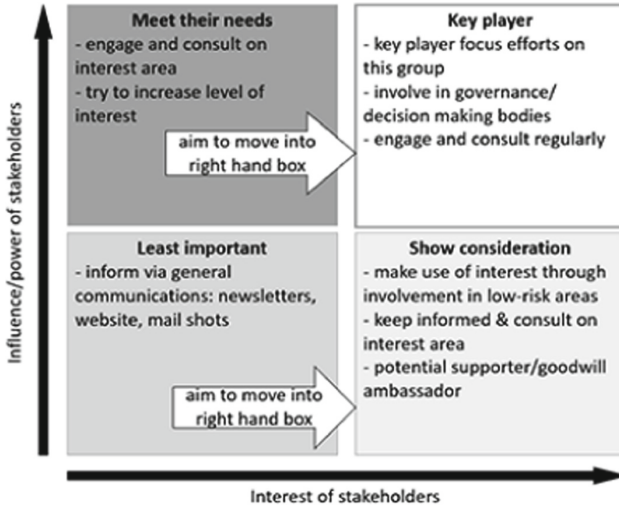 Influence/power of stakeholders
Meet their needs
- engage and consult on
interest area
- try to increase level of
interest
aim to move into
right hand box
Key player
- key player focus efforts on
this group
- involve in governance/
decision making bodies
- engage and consult regularly
Least important
- inform via general
communications: newsletters,
website, mail shots
aim to move into
right hand box
Show consideration
- make use of interest through
involvement in low-risk areas
- keep informed & consult on
interest area
- potential supporter/goodwill
ambassador
Interest of stakeholders